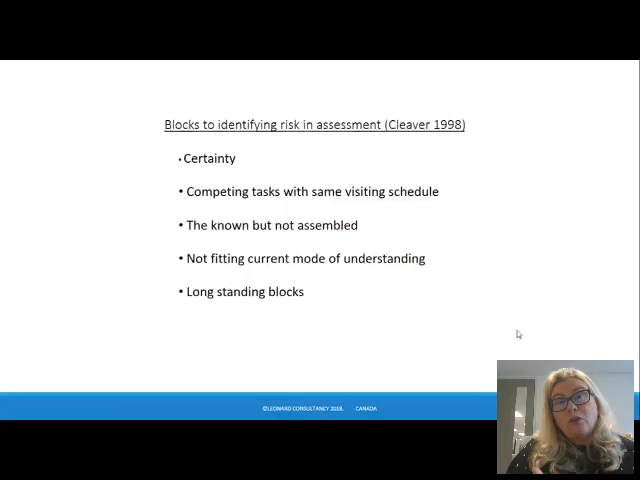 Blocks to identifying risk in assessment (Cleaver 1998)
• Certainty
• Competing tasks with same visiting schedule
• The known but not assembled
• Not fitting current mode of understanding
• Long standing blocks
©LEONARD CONSULTANCY 2018. CANADA